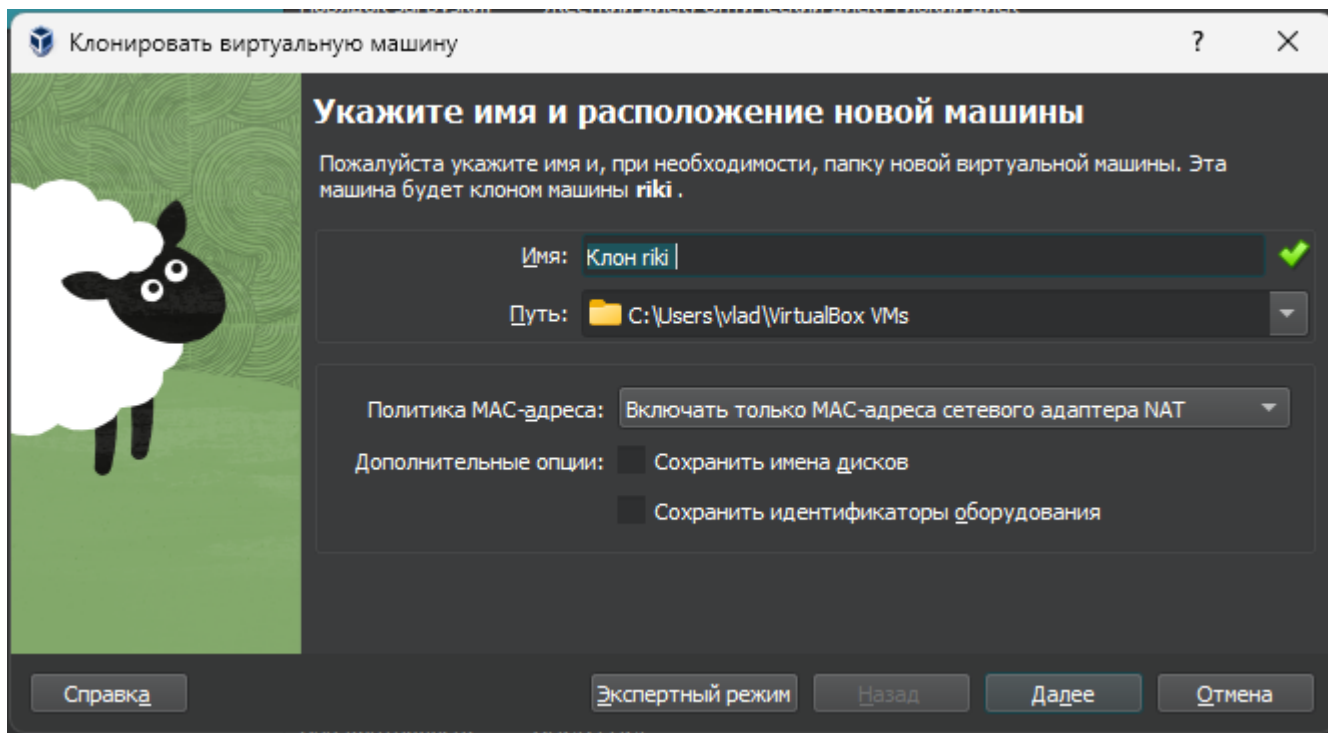 Клонировать виртуальную машину
Укажите имя и расположение новой машины
Пожалуйста укажите имя и, при необходимости, папку новой виртуальной машины. Эта
машина будет клоном машины riki .
Имя: Клон riki
Путь: C:\Users\vlad\VirtualBox VMs
Политика MAC-адреса: Включать только MAC-адреса сетевого адаптера NAT
Дополнительные опции: Сохранить имена дисков
Сохранить идентификаторы оборудования
Справка Экспертный режим Назад Далее Отмена